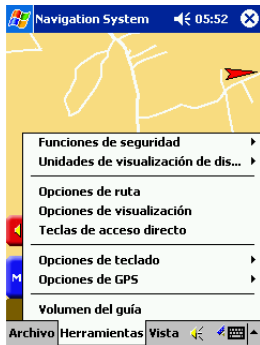 Navigation System 05:52
Funciones de seguridad
Unidades de visualización de dis...
Opciones de ruta
Opciones de visualización
Teclas de acceso directo
Opciones de teclado
Opciones de GPS
Volumen del guía
M
Archivo Herramientas Vista